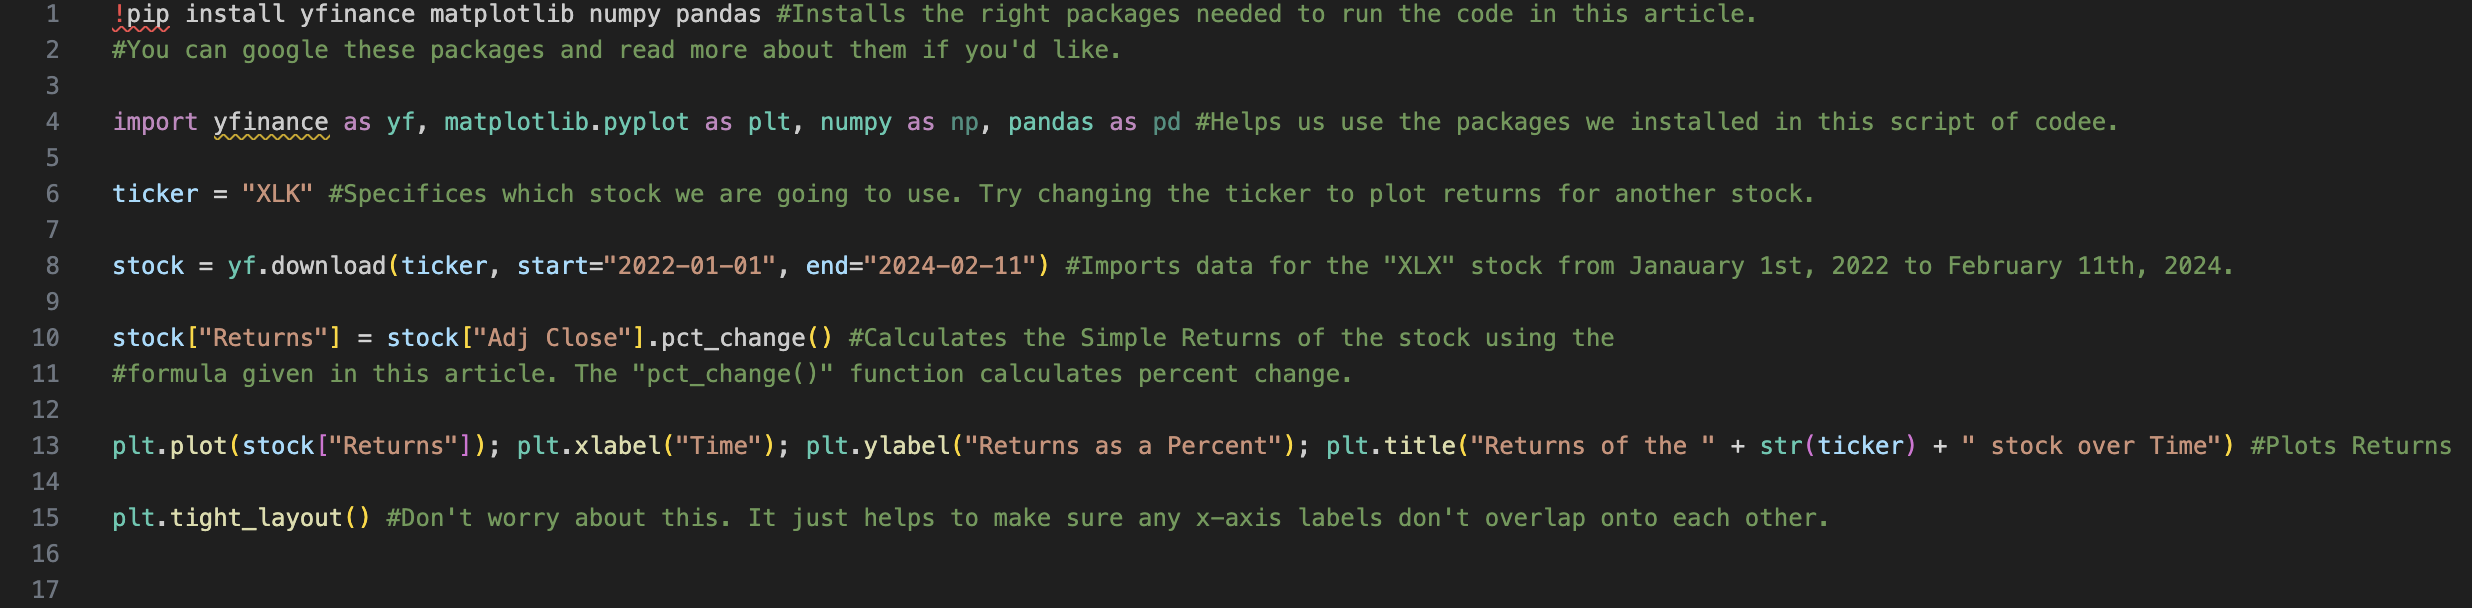 1 !pip install yfinance matplotlib numpy pandas #Installs the right packages needed to run the code in this article.
2 #You can google these packages and read more about them if you'd like.
3
4 import yfinance as yf, matplotlib.pyplot as plt, numpy as np, pandas as pd #Helps us use the packages we installed in this script of codee.
5
6 ticker = "XLK" #Specifices which stock we are going to use. Try changing the ticker to plot returns for another stock.
7
8 stock = yf.download(ticker, start="2022-01-01", end="2024-02-11") #Imports data for the "XLX" stock from Janauary 1st, 2022 to February 11th, 2024.
9
10 stock["Returns"] = stock["Adj Close"].pct_change() #Calculates the Simple Returns of the stock using the
11 #formula given in this article. The "pct_change()" function calculates percent change.
12
13 plt.plot(stock["Returns"]); plt.xlabel("Time"); plt.ylabel("Returns as a Percent"); plt.title("Returns of the " + str(ticker) + " stock over Time") #Plots Returns
14
15 plt.tight_layout() #Don't worry about this. It just helps to make sure any x-axis labels don't overlap onto each other.
16
17